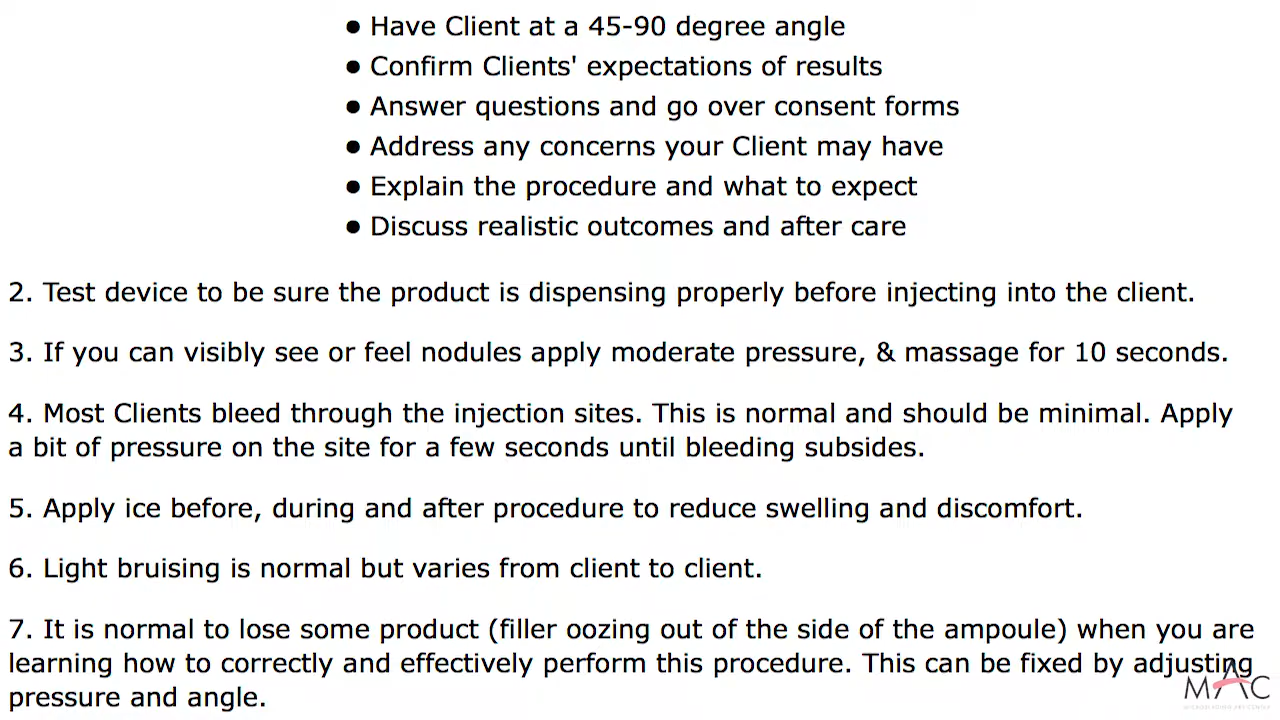 ● Have Client at a 45-90 degree angle
● Confirm Clients' expectations of results
● Answer questions and go over consent forms
● Address any concerns your Client may have
● Explain the procedure and what to expect
● Discuss realistic outcomes and after care
2. Test device to be sure the product is dispensing properly before injecting into the client.
3. If you can visibly see or feel nodules apply moderate pressure, & massage for 10 seconds.
4. Most Clients bleed through the injection sites. This is normal and should be minimal. Apply
a bit of pressure on the site for a few seconds until bleeding subsides.
5. Apply ice before, during and after procedure to reduce swelling and discomfort.
6. Light bruising is normal but varies from client to client.
7. It is normal to lose some product (filler oozing out of the side of the ampoule) when you are
learning how to correctly and effectively perform this procedure. This can be fixed by adjusting
pressure and angle.
MAC